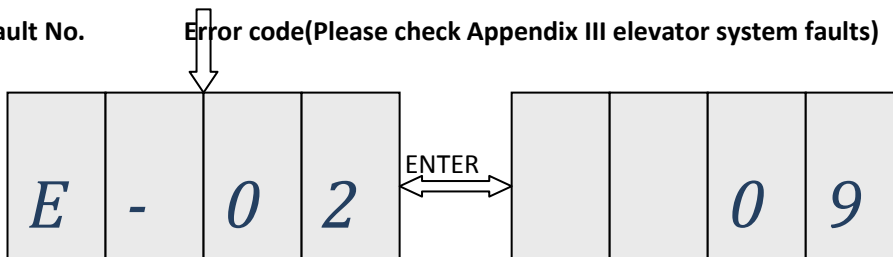 ault No. Error code(Please check Appendix III elevator system faults)
ENTER
E - 0 2 0 9